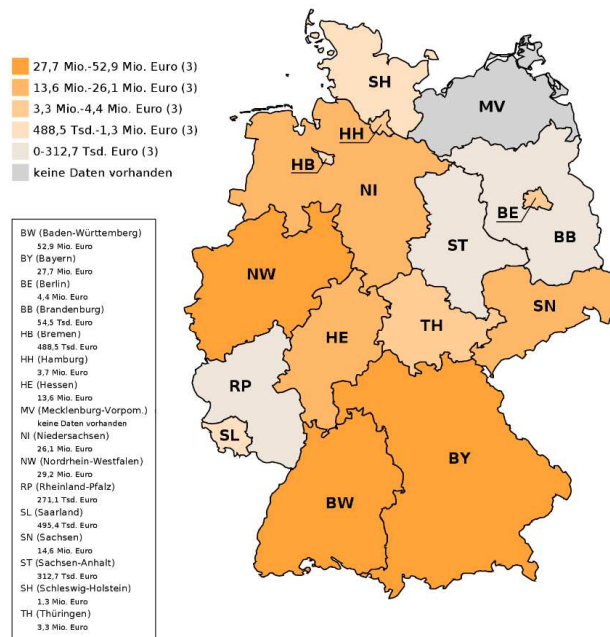 27,7 Mio.-52,9 Mio. Euro (3)
13,6 Mio.-26,1 Mio. Euro (3)
3,3 Mio.-4,4 Mio. Euro (3)
488,5 Tsd.-1,3 Mio. Euro (3)
0-312,7 Tsd. Euro (3)
keine Daten vorhanden
BW (Baden-Württemberg)
52,9 Mio. Euro
BY (Bayern)
27,7 Mio. Euro
BE (Berlin)
4,4 Mio. Euro
BB (Brandenburg)
54,5 Tsd. Euro
HB (Bremen)
488,5 Tsd. Euro
HH (Hamburg)
3,7 Mio. Euro
HE (Hessen)
13,6 Mio. Euro
MV (Mecklenburg-Vorpom.)
keine Daten vorhanden
NI (Niedersachsen)
26,1 Mio. Euro
NW (Nordrhein-Westfalen)
29,2 Mio. Euro
RP (Rheinland-Pfalz)
271,1 Tsd. Euro
SL (Saarland)
495,4 Tsd. Euro
SN (Sachsen)
14,6 Mio. Euro
ST (Sachsen-Anhalt)
312,7 Tsd. Euro
SH (Schleswig-Holstein)
1,3 Mio. Euro
TH (Thüringen)
3,3 Mio. Euro
SH
MV
HH
HB
NI
BE
BB
ST
NW
SN
TH
HE
RP
SL
BY
BW